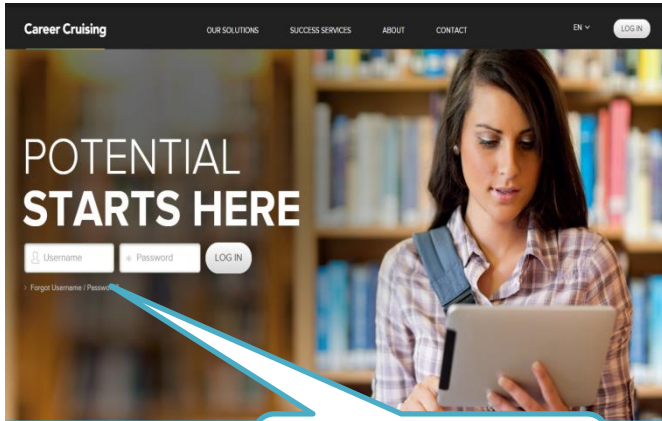 Career Cruising
OUR SOLUTIONS SUCCESS SERVICES ABOUT CONTACT EN LOG IN
POTENTIAL
STARTS HERE
Username Password LOG IN
Forgot Username / Password